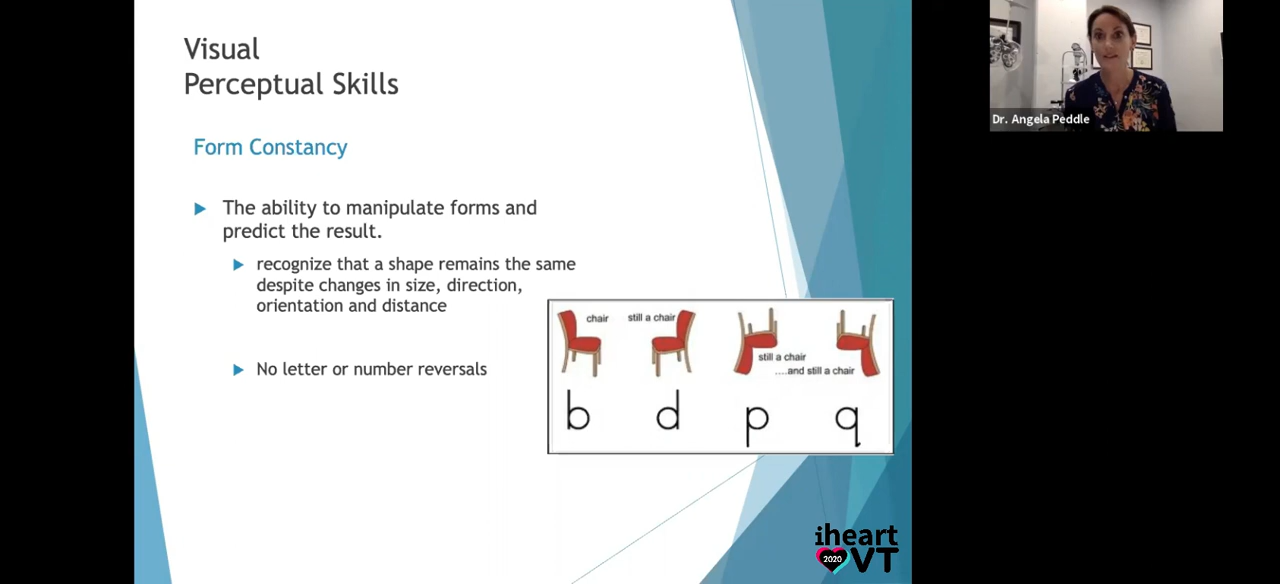 Visual
Perceptual Skills
Form Constancy
The ability to manipulate forms and
predict the result.
recognize that a shape remains the same
despite changes in size, direction,
orientation and distance
No letter or number reversals
chair
still a chair
still a chair
....and still a chair
b d p q
iheart
2020 VT
Dr. Angela Peddle